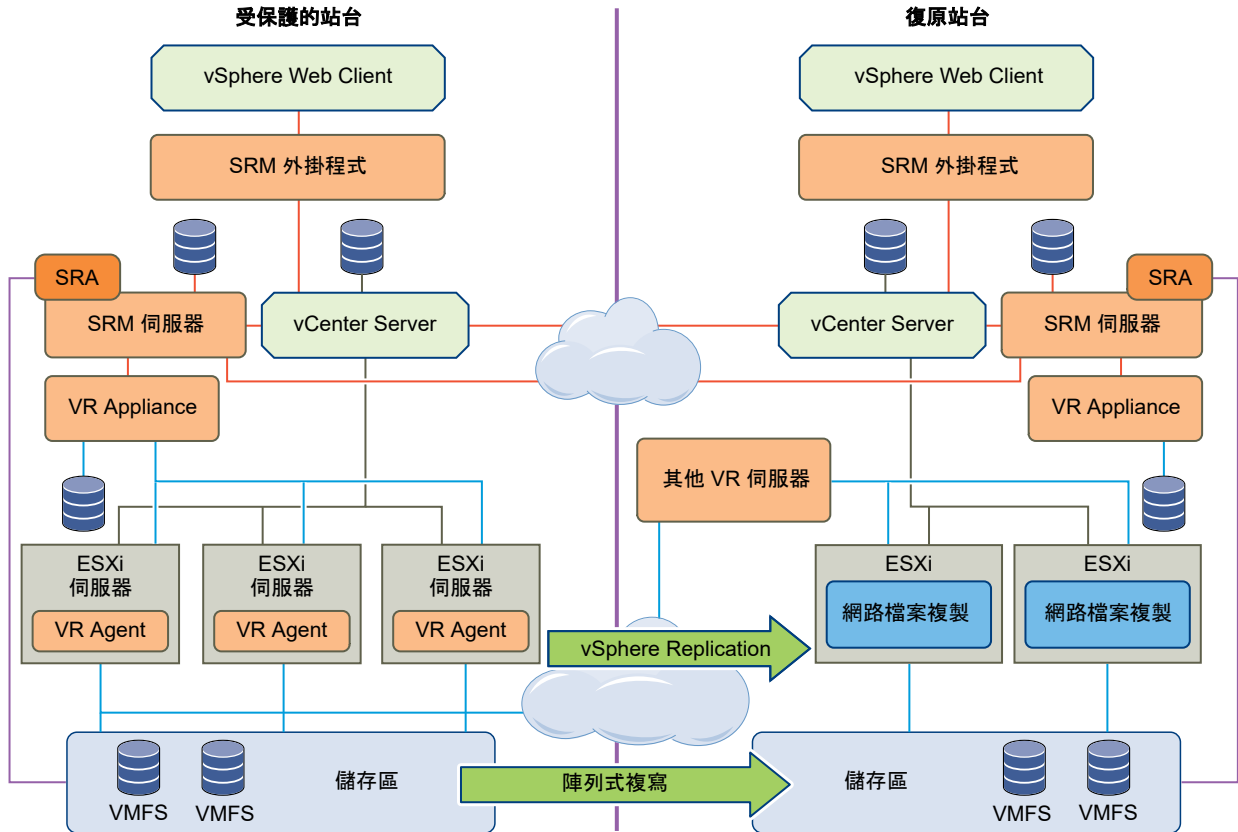 受保護的站台
復原站台
vSphere Web Client
vSphere Web Client
SRM 外掛程式
SRM 外掛程式
SRA
SRA
SRM 伺服器
vCenter Server
vCenter Server
SRM 伺服器
VR Appliance
VR Appliance
其他 VR 伺服器
ESXi
伺服器
VR Agent
ESXi
伺服器
VR Agent
ESXi
伺服器
VR Agent
ESXi
網路檔案複製
ESXi
網路檔案複製
vSphere Replication
儲存區
VMFS
VMFS
陣列式複寫
儲存區
VMFS
VMFS